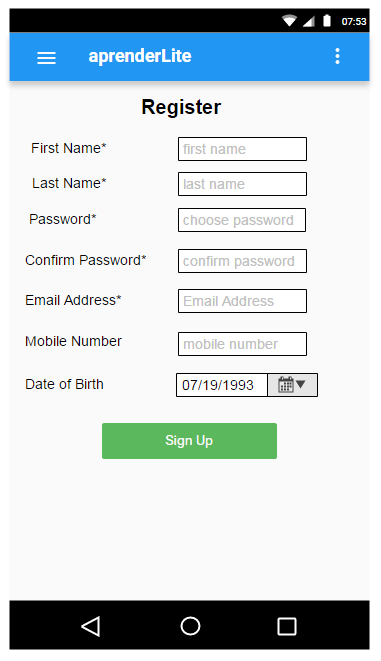 07:53
aprenderLite
Register
First Name* first name
Last Name* last name
Password* choose password
Confirm Password* confirm password
Email Address* Email Address
Mobile Number mobile number
Date of Birth 07/19/1993
Sign Up